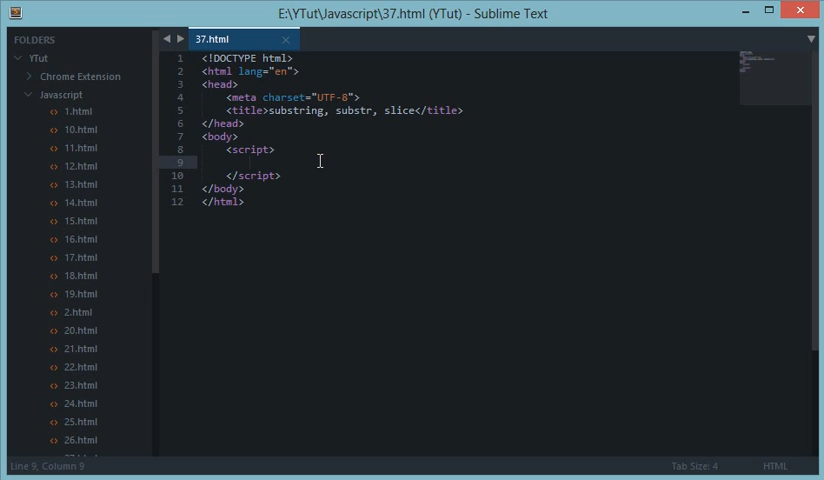 E:\YTut\Javascript\37.html (YTut) - Sublime Text
FOLDERS
YTut
Chrome Extension
Javascript
1.html
10.html
11.html
12.html
13.html
14.html
15.html
16.html
17.html
18.html
19.html
2.html
20.html
21.html
22.html
23.html
24.html
25.html
26.html
37.html
1 <!DOCTYPE html>
2 <html lang="en">
3 <head>
4 <meta charset="UTF-8">
5 <title>substring, substr, slice</title>
6 </head>
7 <body>
8 <script>
9
10 </script>
11 </body>
12 </html>
Line 9, Column 9
Tab Size: 4
HTML